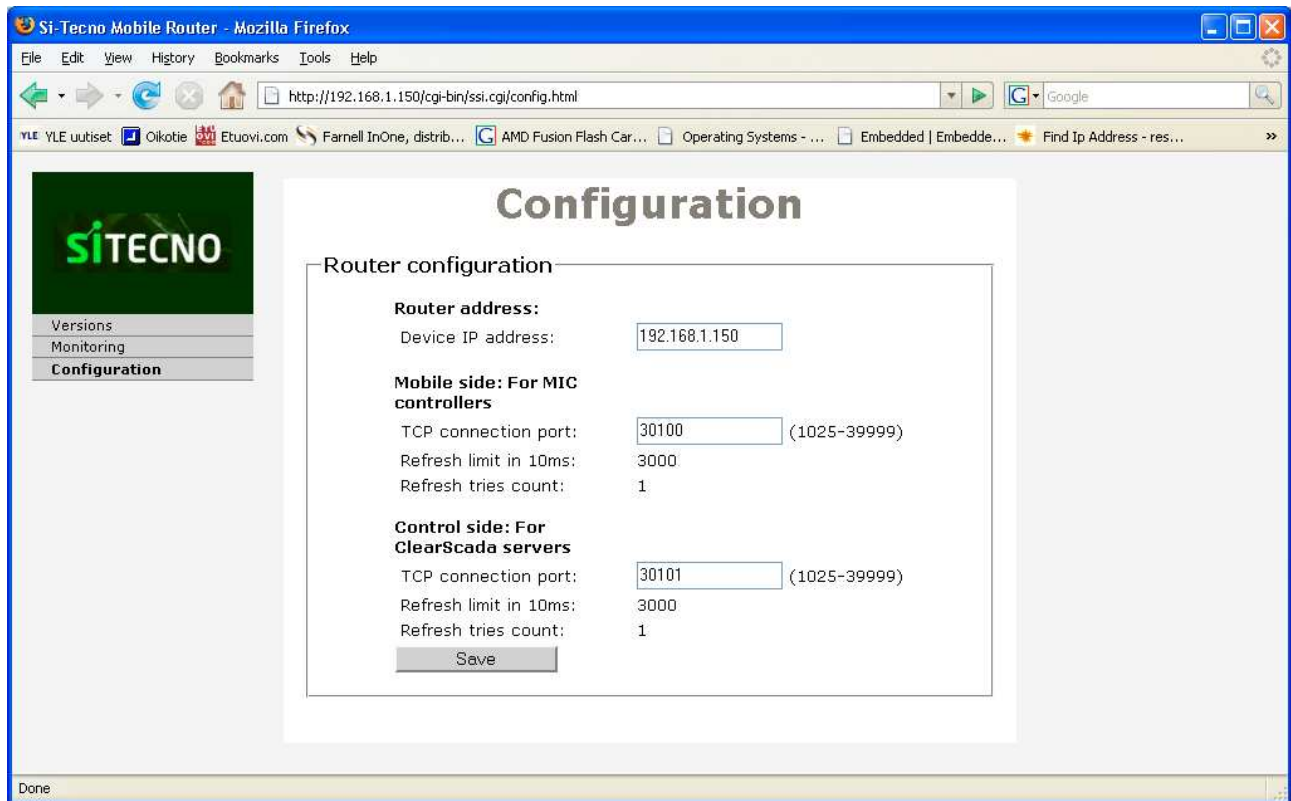 Si-Tecno Mobile Router - Mozilla Firefox
File Edit View History Bookmarks Tools Help
http://192.168.1.150/cgi-bin/ssi.cgi/config.html
G Google
YLE YLE uutiset Oikotie OVI Etuovi.com Farnell InOne, distrib... G AMD Fusion Flash Car... Operating Systems - ... Embedded | Embedde... Find Ip Address - res... »
SiTECNO
Versions
Monitoring
Configuration
Configuration
Router configuration
Router address:
Device IP address: 192.168.1.150
Mobile side: For MIC
controllers
TCP connection port: 30100 (1025-39999)
Refresh limit in 10ms: 3000
Refresh tries count: 1
Control side: For
ClearScada servers
TCP connection port: 30101 (1025-39999)
Refresh limit in 10ms: 3000
Refresh tries count: 1
Save
Done